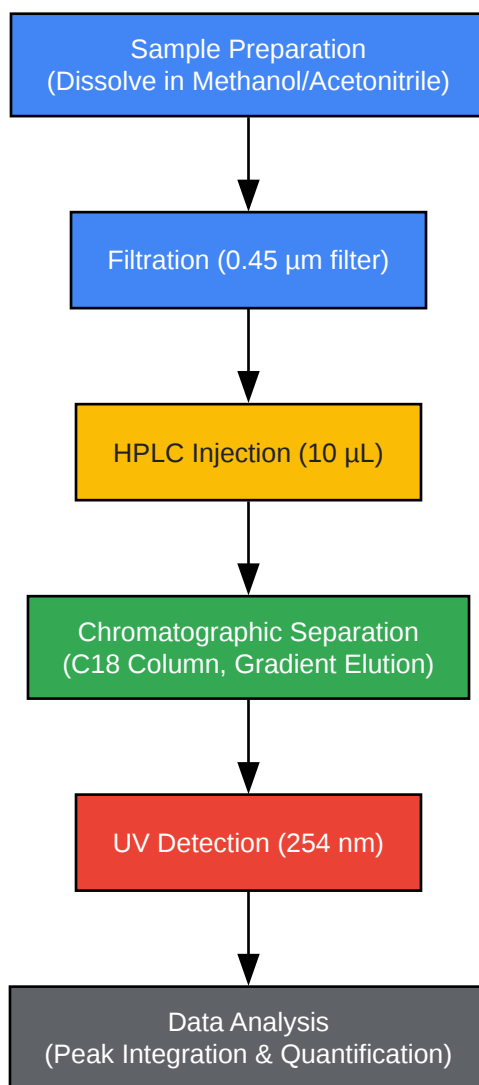 Sample Preparation
(Dissolve in Methanol/Acetonitrile)
Filtration (0.45 µm filter)
HPLC Injection (10 µL)
Chromatographic Separation
(C18 Column, Gradient Elution)
UV Detection (254 nm)
Data Analysis
(Peak Integration & Quantification)